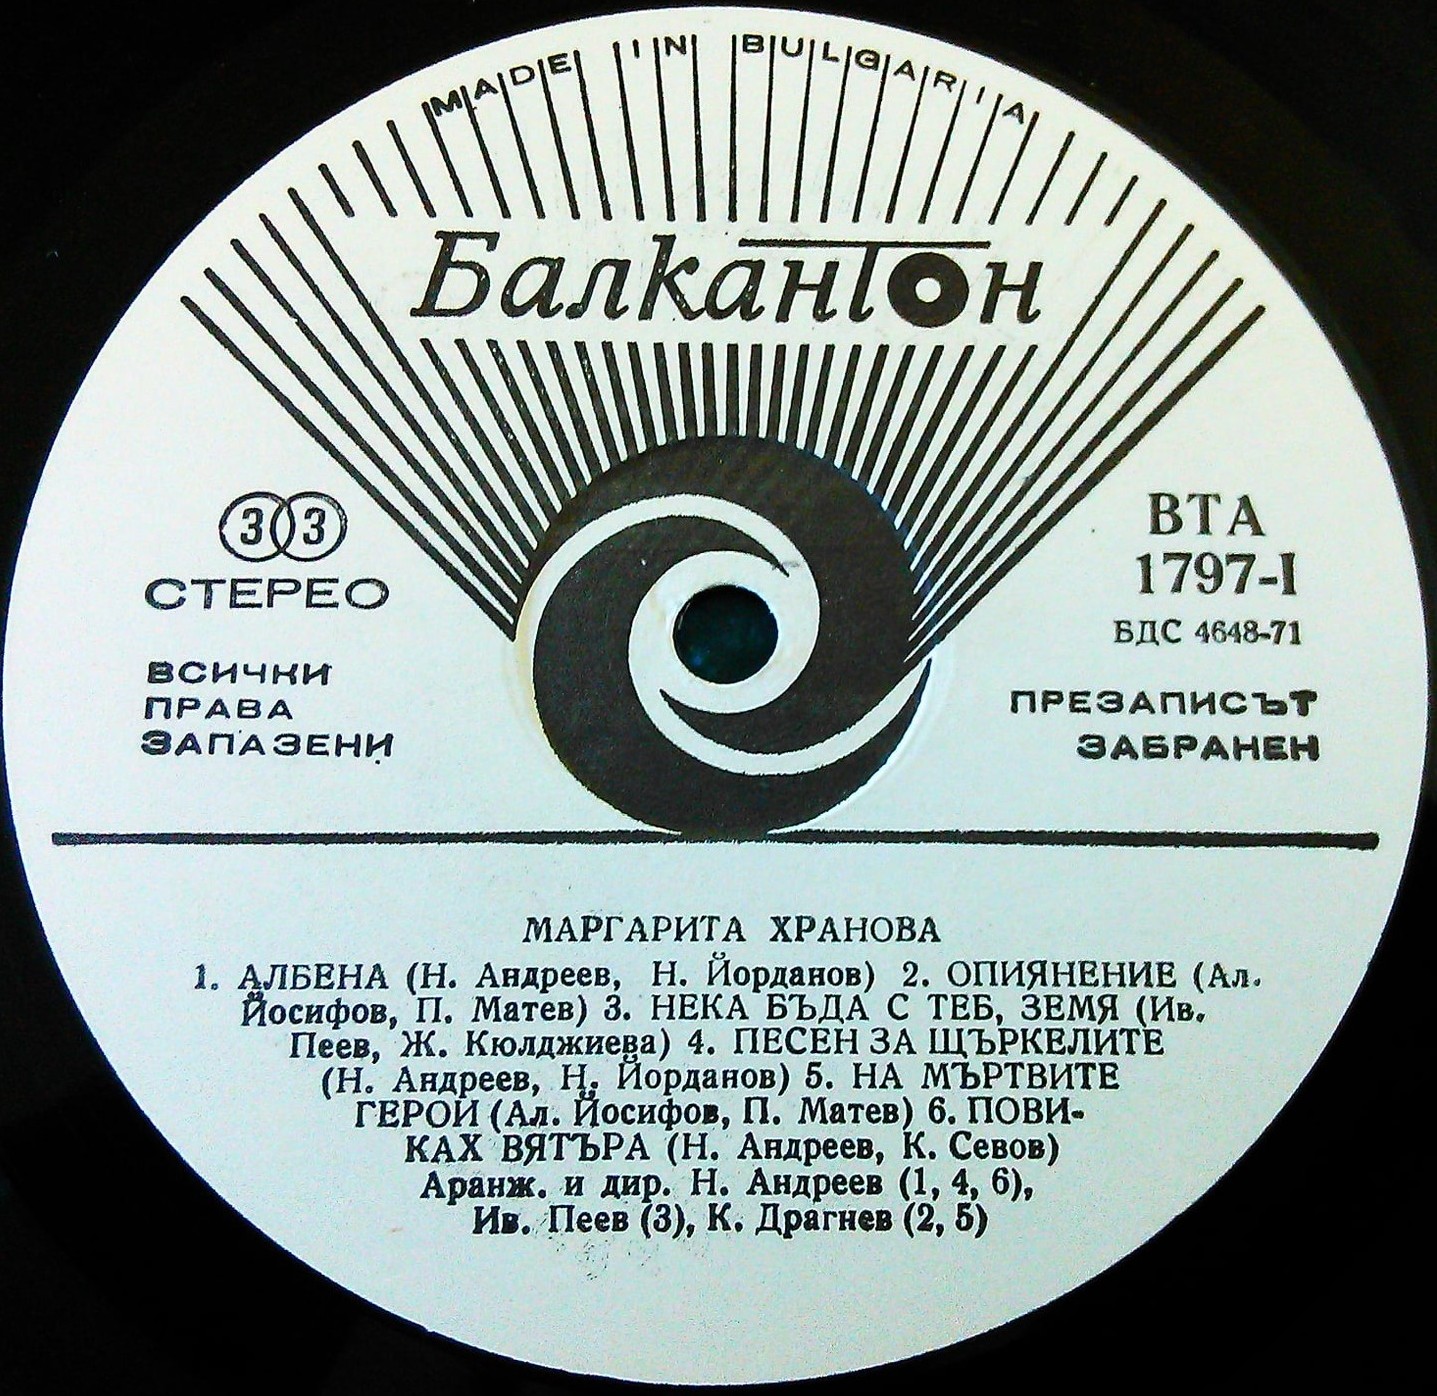 MADE IN BULGARIA
Балкантон
33
СТЕРЕО
ВСИЧКИ
ПРАВА
ЗАПАЗЕНИ
ВТА
1797-I
БДС 4648-71
ПРЕЗАПИСЪТ
ЗАБРАНЕН
МАРГАРИТА ХРАНОВА
1. АЛБЕНА (Н. Андреев, Н. Йорданов) 2. ОПИЯНЕНИЕ (Ал.
Йосифов, П. Матев) 3. НЕКА БЪДА С ТЕБ, ЗЕМЯ (Ив.
Пеев, Ж. Кюлджиева) 4. ПЕСЕН ЗА ЩЪРКЕЛИТЕ
(Н. Андреев, Н. Йорданов) 5. НА МЪРТВИТЕ
ГЕРОИ (Ал. Йосифов, П. Матев) 6. ПОВИ-
КАХ ВЯТЪРА (Н. Андреев, К. Севов)
Аранж. и дир. Н. Андреев (1, 4, 6),
Ив. Пеев (3), К. Драгнев (2, 5)